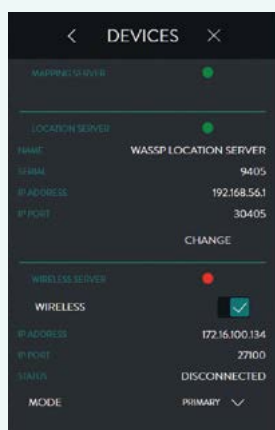 DEVICES
MAPPING SERVER
LOCATION SERVER
NAME WASSP LOCATION SERVER
SERIAL 9405
IP ADDRESS 192.168.56.1
IP PORT 30405
CHANGE
WIRELESS SERVER
WIRELESS
IP ADDRESS 172.16.100.134
IP PORT 27100
STATUS DISCONNECTED
MODE PRIMARY